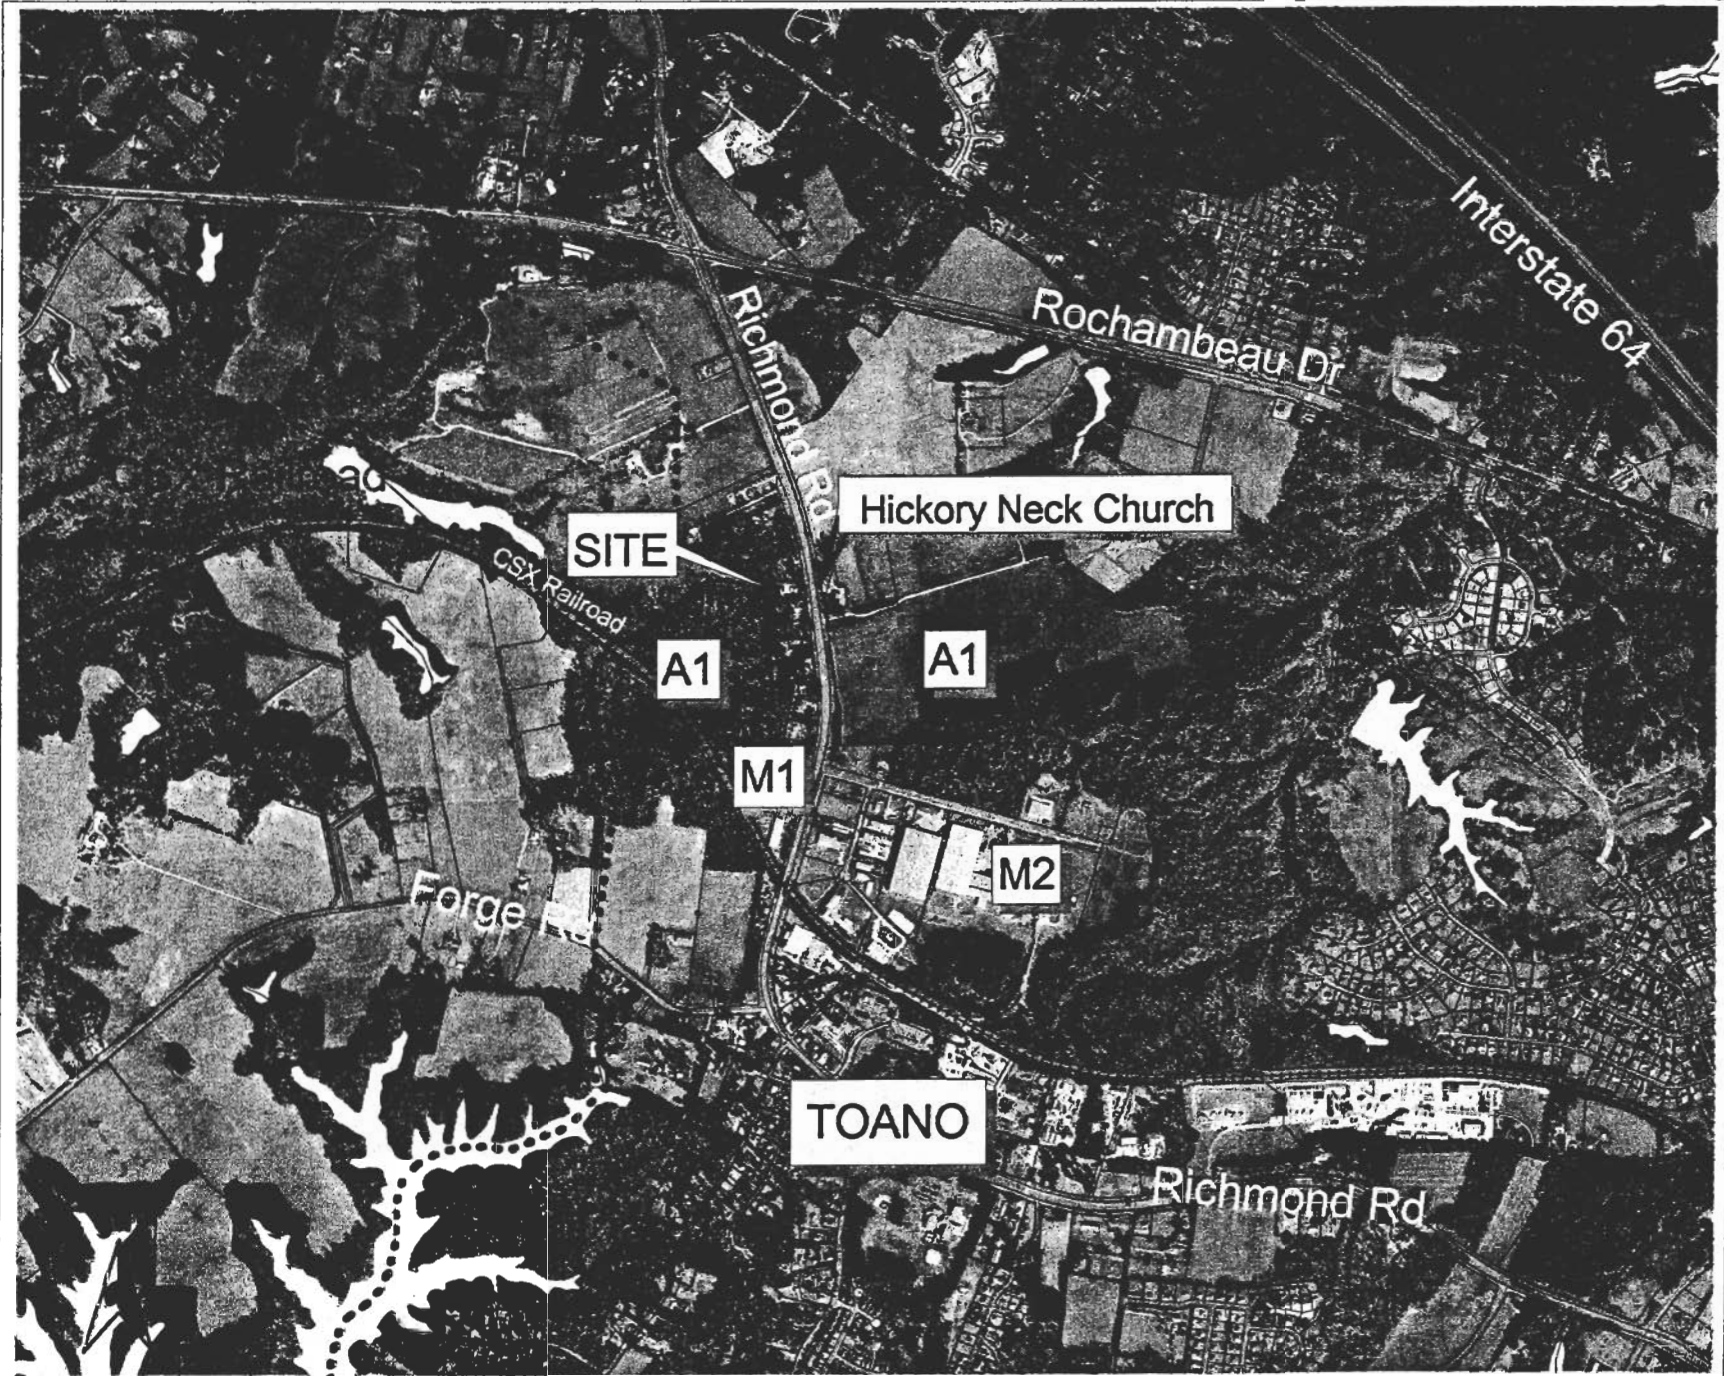 Interstate 64
Rochambeau Dr
Richmond Rd
Hickory Neck Church
SITE
CSX Railroad
A1
A1
M1
M2
Forge Rd
TOANO
Richmond Rd